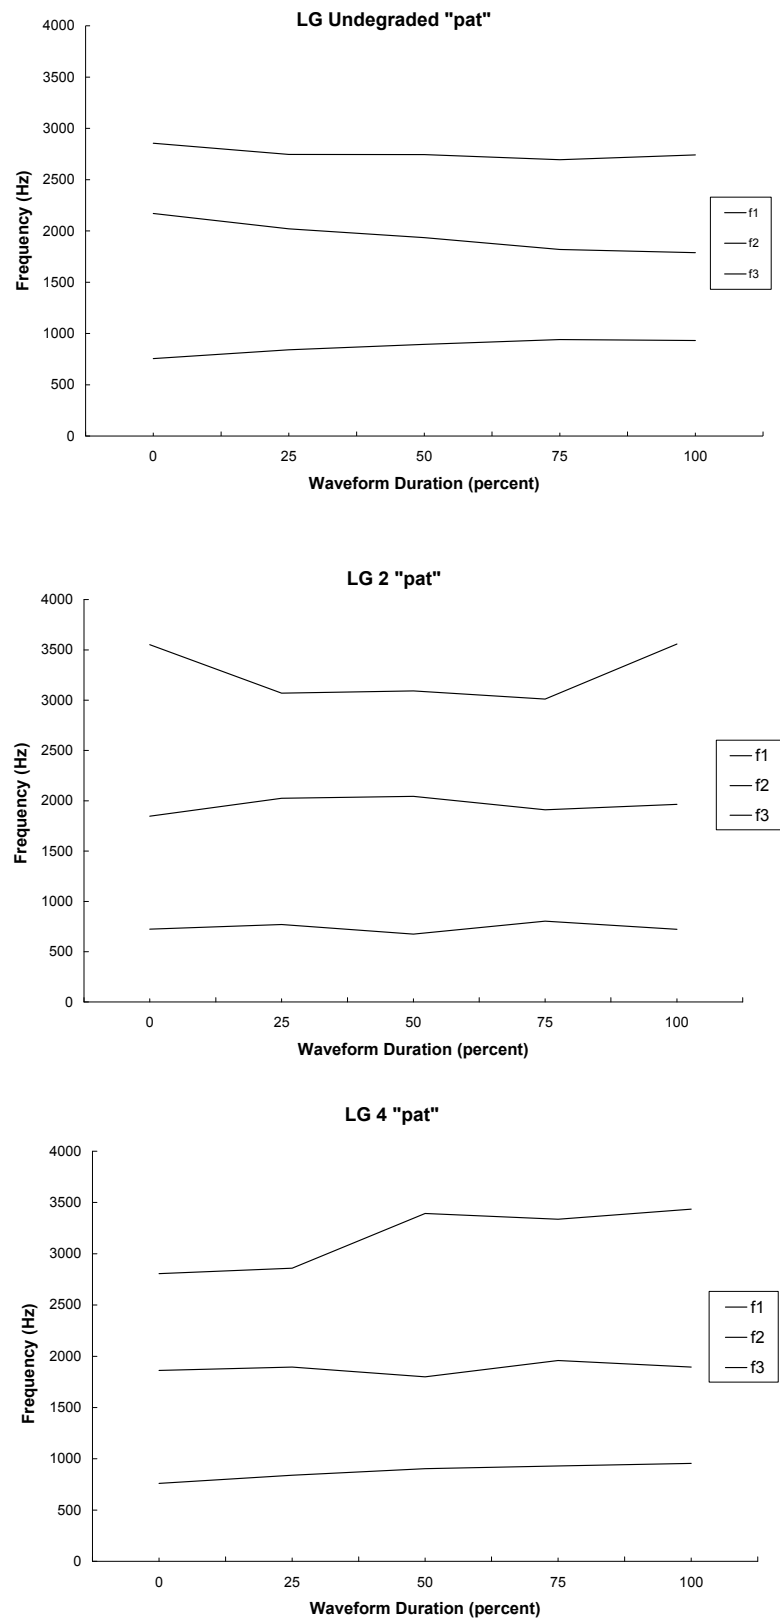 LG Undegraded "pat"
4000
3500
3000
2500
2000
1500
1000
500
0
Frequency (Hz)
0 25 50 75 100
Waveform Duration (percent)
f1
f2
f3
LG 2 "pat"
4000
3500
3000
2500
2000
1500
1000
500
0
Frequency (Hz)
0 25 50 75 100
Waveform Duration (percent)
f1
f2
f3
LG 4 "pat"
4000
3500
3000
2500
2000
1500
1000
500
0
Frequency (Hz)
0 25 50 75 100
Waveform Duration (percent)
f1
f2
f3